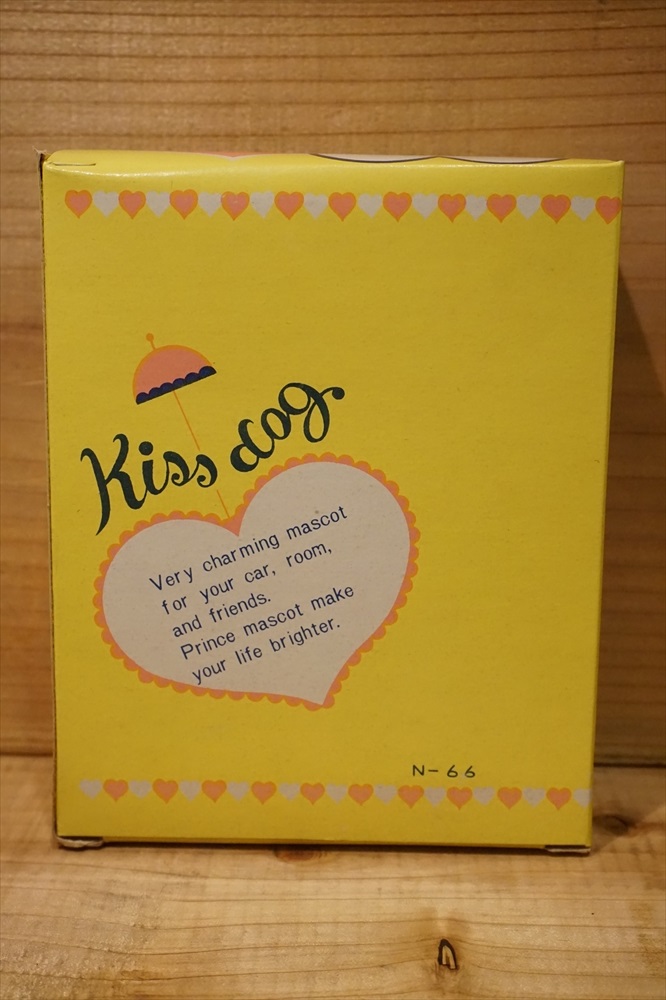 Kiss dog
Very charming mascot
for your car, room,
and friends.
Prince mascot make
your life brighter.
N-66